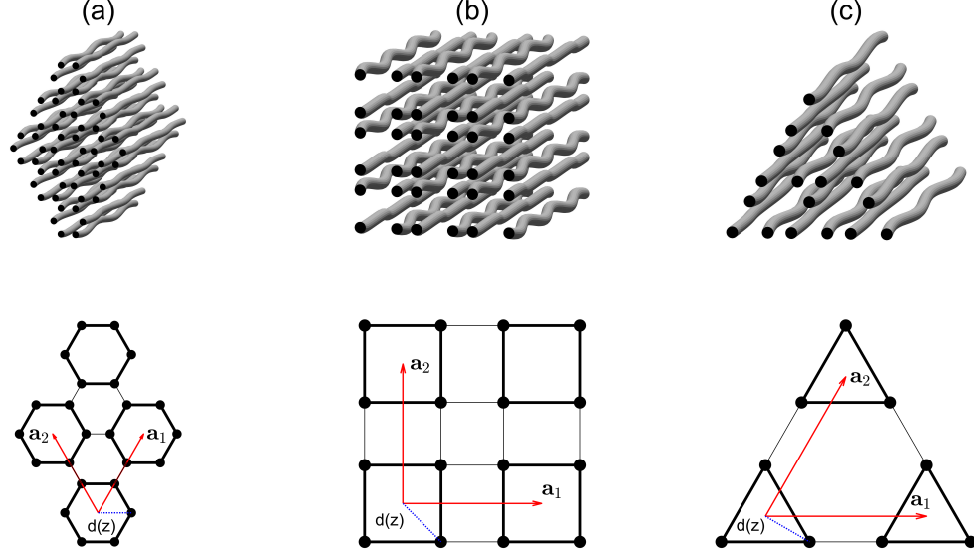 (a)
(b)
(c)
a₂
a₁
d(z)
a₂
a₁
d(z)
a₂
a₁
d(z)